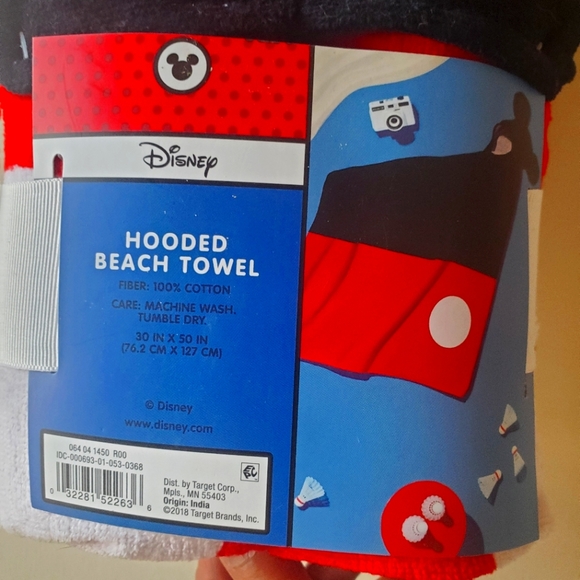 Disney
HOODED
BEACH TOWEL
FIBER: 100% COTTON
CARE: MACHINE WASH.
TUMBLE DRY.
30 IN X 50 IN
(76.2 CM X 127 CM)
© Disney
www.disney.com
064 04 1450 R00
IDC-000693-01-053-0368
0 32281 52263 6
Dist. by Target Corp.,
Mpls., MN 55403
Origin: India
©2018 Target Brands, Inc.